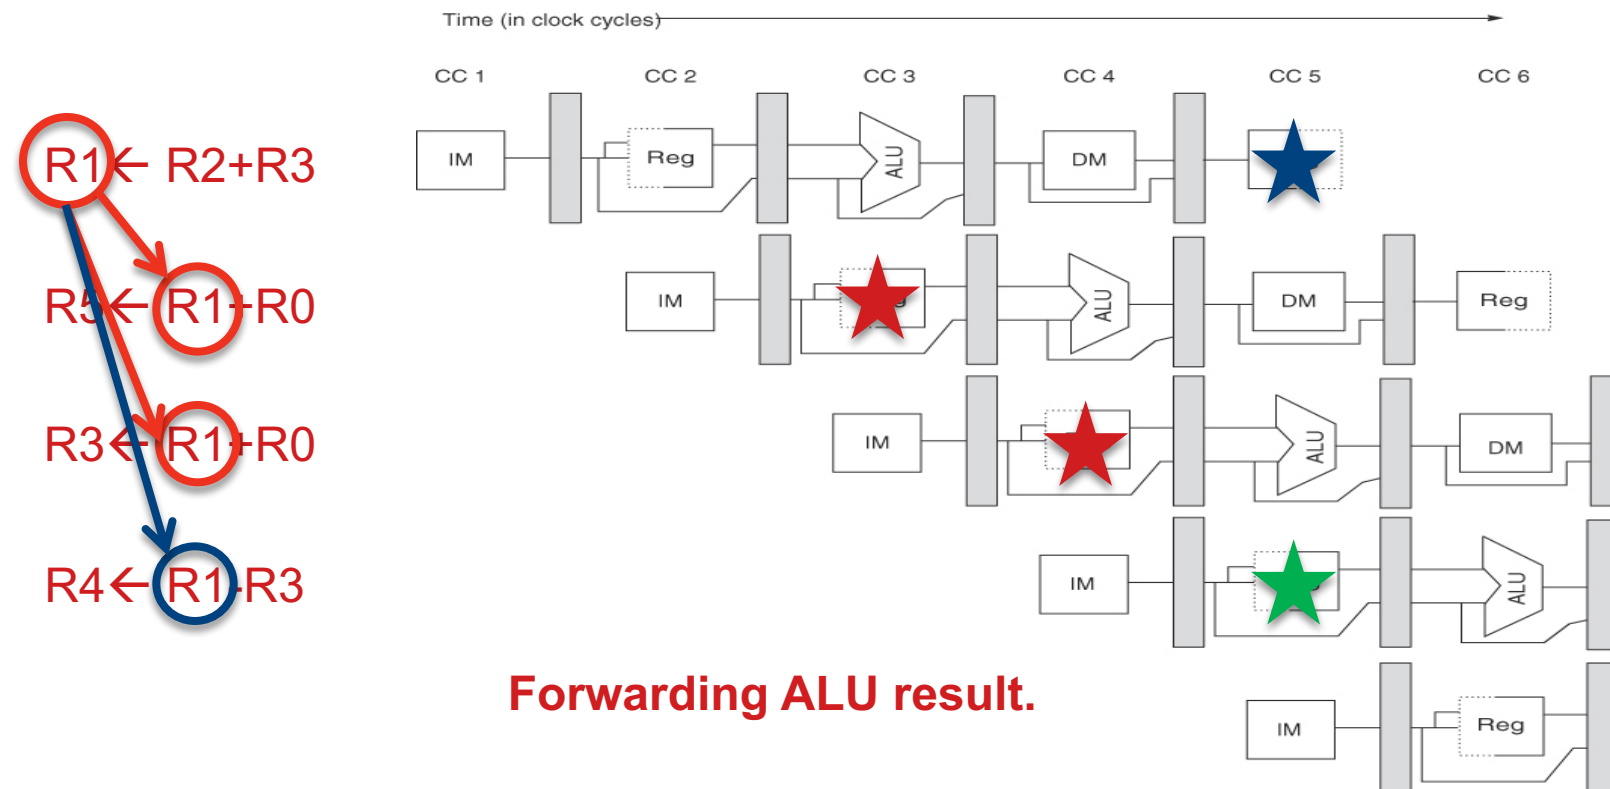 Time (in clock cycles)
CC 1 CC 2 CC 3 CC 4 CC 5 CC 6
R1← R2+R3
IM Reg ALU DM
R5← R1+R0
IM ALU DM Reg
R3← R1+R0
IM ALU DM
R4← R1-R3
IM ALU
Forwarding ALU result.
IM Reg